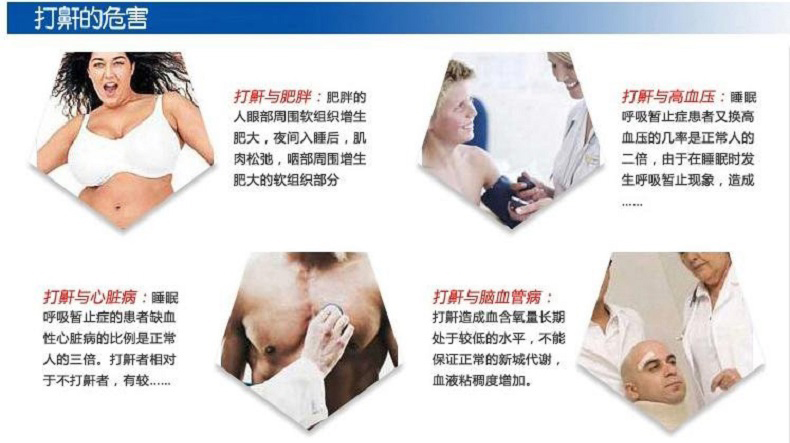 打鼾的危害
打鼾与肥胖：肥胖的
人眼部周围软组织增生
肥大，夜间入睡后，肌
肉松弛，咽部周围增生
肥大的软组织部分
打鼾与高血压：睡眠
呼吸暂止症患者又换高
血压的几率是正常人的
二倍，由于在睡眠时发
生呼吸暂止现象，造成
......
打鼾与心脏病：睡眠
呼吸暂止症的患者缺血
性心脏病的比例是正常
人的三倍。打鼾者相对
于不打鼾者，有较......
打鼾与脑血管病：
打鼾造成血含氧量长期
处于较低的水平，不能
保证正常的新城代谢，
血液粘稠度增加。